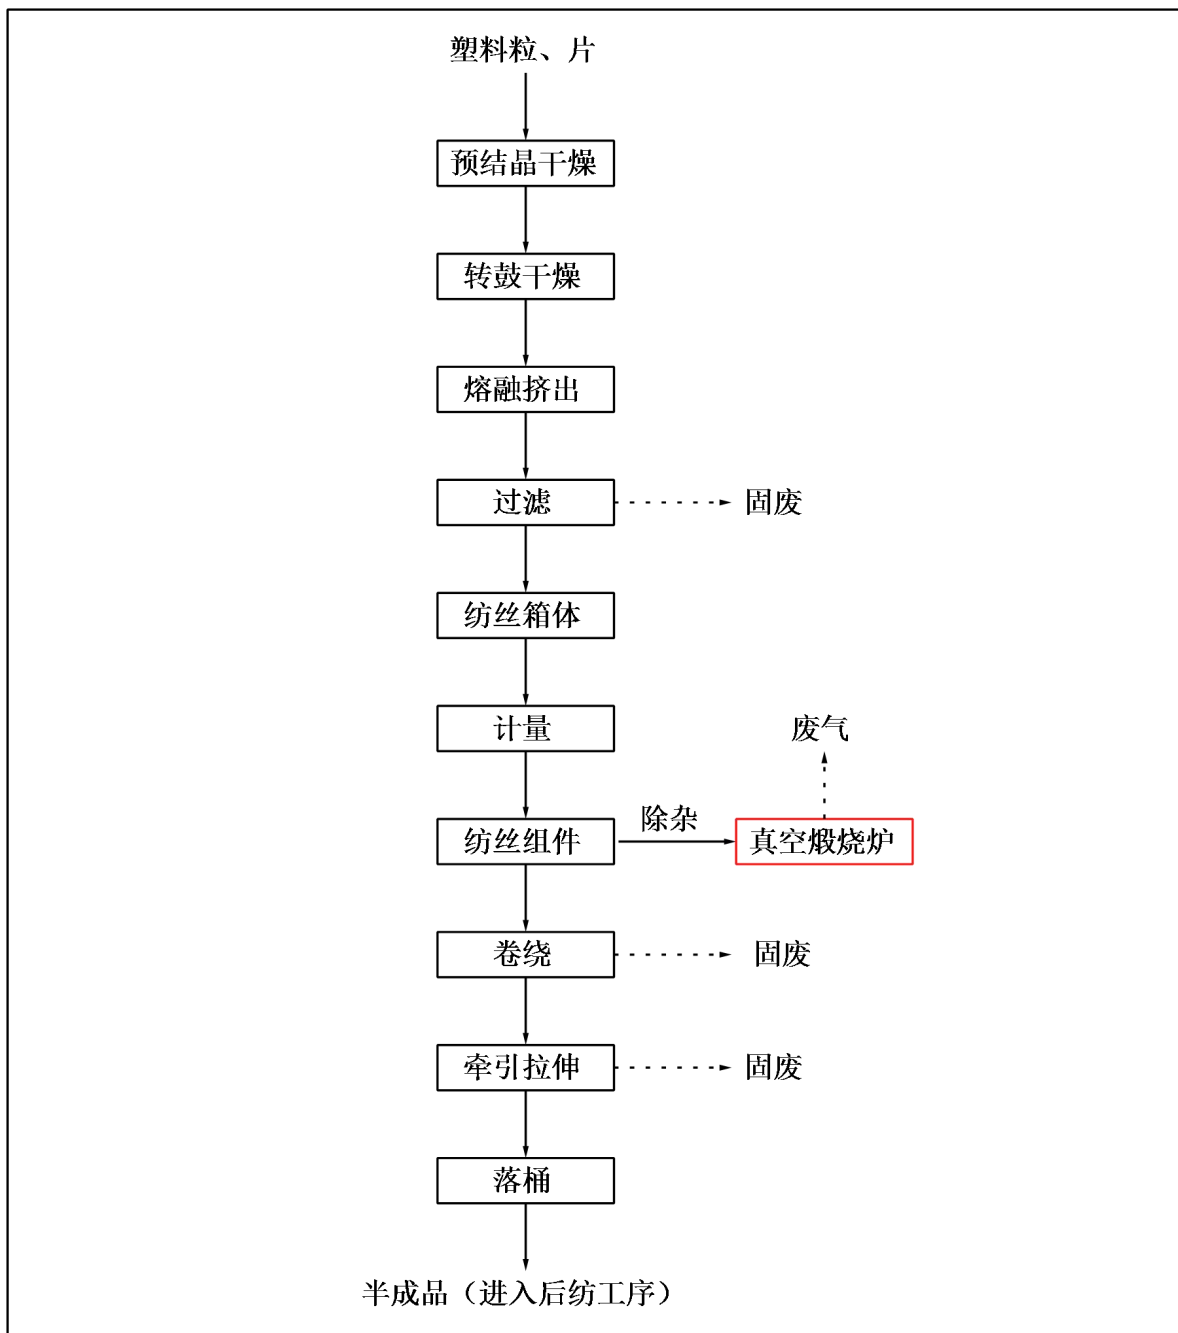 塑料粒、片
预结晶干燥
转鼓干燥
熔融挤出
过滤
固废
纺丝箱体
计量
废气
纺丝组件
除杂
真空煅烧炉
卷绕
固废
牵引拉伸
固废
落桶
半成品（进入后纺工序）